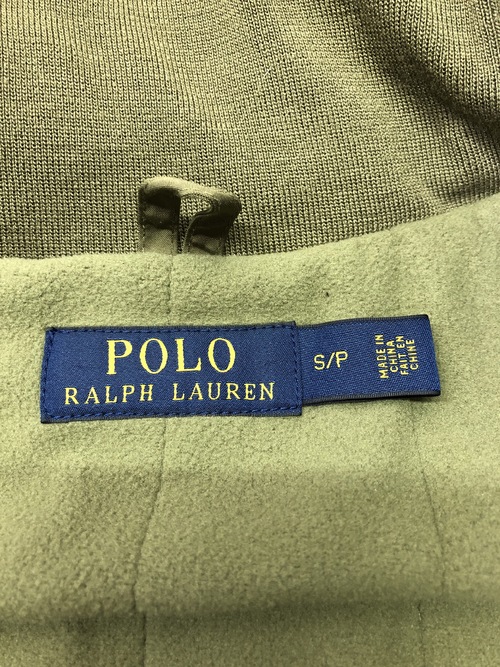 POLO
RALPH LAUREN
S/P
MADE IN
CHINA
FAIT EN
CHINE